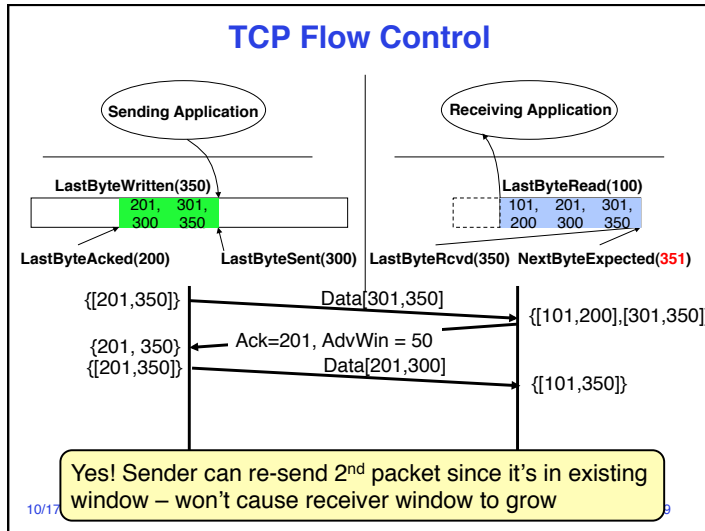 TCP Flow Control
Sending Application
Receiving Application
LastByteWritten(350)
LastByteRead(100)
201, 301,
300 350
101, 201, 301,
200 300 350
LastByteAcked(200)
LastByteSent(300)
LastByteRcvd(350)
NextByteExpected(351)
{[201,350]}
Data[301,350]
{[101,200],[301,350]}
Ack=201, AdvWin = 50
{201, 350}
{[201,350]}
Data[201,300]
{[101,350]}
Yes! Sender can re-send 2nd packet since it's in existing
window – won't cause receiver window to grow
10/17
9